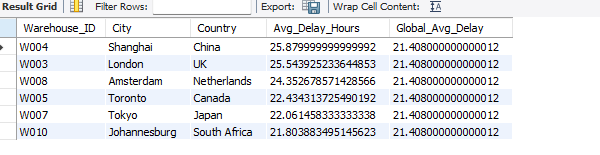 Result Grid Filter Rows: Export: Wrap Cell Content: IA
Warehouse_ID City Country Avg_Delay_Hours Global_Avg_Delay
W004 Shanghai China 25.879999999999992 21.408000000000012
W003 London UK 25.543925233644853 21.408000000000012
W008 Amsterdam Netherlands 24.352678571428566 21.408000000000012
W005 Toronto Canada 22.434313725490192 21.408000000000012
W007 Tokyo Japan 22.061458333333338 21.408000000000012
W010 Johannesburg South Africa 21.803883495145623 21.408000000000012